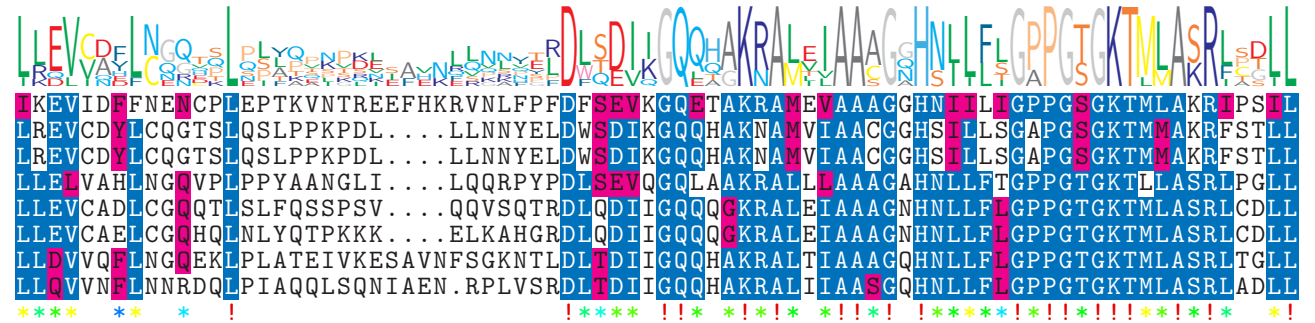 IKEVIDFFNENCPLEPTKVNTREEFHKRVNLFPFDFSEVKGQETAKRAMEVAAAGGHNIILIGPPGSGKTMLAKRIPSIL
LREVCDYLCQGTSLQSLPPKPDL....LLNNYELDWSDIKGQQHAKNAMVIAACGGHSILLSGAPGSGKTMMAKRFSTLL
LREVCDYLCQGTSLQSLPPKPDL....LLNNYELDWSDIKGQQHAKNAMVIAACGGHSILLSGAPGSGKTMMAKRFSTLL
LLELVAHLNGQVPLPPYAANGLI....LQQRPYPDLSEVQGQLAAKRALLLAAAGAHNLLFTGPPGTGKTLLASRLPGLL
LLEVCADLCGQQTLSLFQSSPSV....QQVSQTRDLQDIIGQQQGKRALEIAAAGNHNLLFLGPPGTGKTMLASRLCDLL
LLEVCAELCGQHQLNLYQTPKKK....ELKAHGRDLQDIIGQQQGKRALEIAAAGNHNLLFLGPPGTGKTMLASRLCDLL
LLDVVQFLNGQEKLPLATEIVKESAVNFSGKNTLDLTDIIGQQHAKRALTIAAAGQHNLLFLGPPGTGKTMLASRLTGLL
LLQVVNFLNNRDQLPIAQQLSQNIAEN.RPLVSRDLTDIIGQQHAKRALIIAASGQHNLLFLGPPGTGKTMLASRLADLL